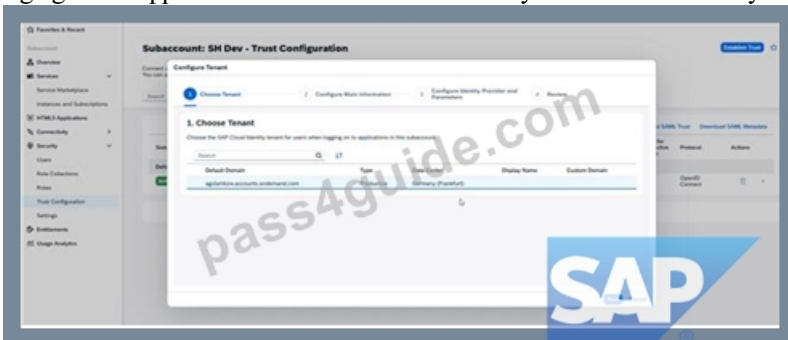 Favorites & Recent
Subaccount
Overview
Services
Service Marketplace
Instances and Subscriptions
HTML5 Applications
Connectivity
Security
Users
Role Collections
Roles
Trust Configuration
Settings
Entitlements
Usage Analytics
Subaccount: SH Dev - Trust Configuration
Establish Trust
Configure Tenant
1 Choose Tenant
2 Configure Main Information
3 Configure Identity Provider and Parameters
4 Review
1. Choose Tenant
Choose the SAP Cloud Identity tenant for users when logging on to applications in this subaccount.
Search
Default Domain Type Data Center Display Name Custom Domain
Production Germany (Frankfurt)
SAML Trust Download SAML Metadata
Protocol Actions
OpenID Connect
pass4guide.com
SAP